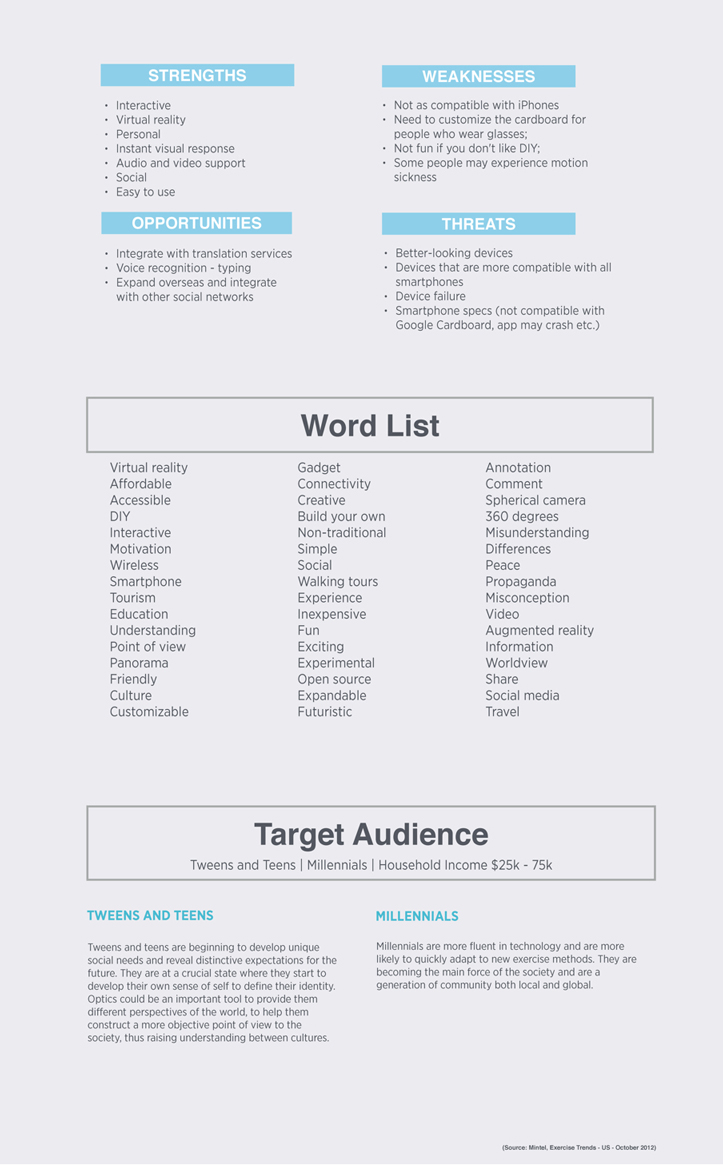 STRENGTHS
• Interactive
• Virtual reality
• Personal
• Instant visual response
• Audio and video support
• Social
• Easy to use
WEAKNESSES
• Not as compatible with iPhones
• Need to customize the cardboard for
people who wear glasses;
• Not fun if you don't like DIY;
• Some people may experience motion
sickness
OPPORTUNITIES
• Integrate with translation services
• Voice recognition - typing
• Expand overseas and integrate
with other social networks
THREATS
• Better-looking devices
• Devices that are more compatible with all
smartphones
• Device failure
• Smartphone specs (not compatible with
Google Cardboard, app may crash etc.)
Word List
Virtual reality
Affordable
Accessible
DIY
Interactive
Motivation
Wireless
Smartphone
Tourism
Education
Understanding
Point of view
Panorama
Friendly
Culture
Customizable
Gadget
Connectivity
Creative
Build your own
Non-traditional
Simple
Social
Walking tours
Experience
Inexpensive
Fun
Exciting
Experimental
Open source
Expandable
Futuristic
Annotation
Comment
Spherical camera
360 degrees
Misunderstanding
Differences
Peace
Propaganda
Misconception
Video
Augmented reality
Information
Worldview
Share
Social media
Travel
Target Audience
Tweens and Teens | Millennials | Household Income $25k - 75k
TWEENS AND TEENS
Tweens and teens are beginning to develop unique
social needs and reveal distinctive expectations for the
future. They are at a crucial state where they start to
develop their own sense of self to define their identity.
Optics could be an important tool to provide them
different perspectives of the world, to help them
construct a more objective point of view to the
society, thus raising understanding between cultures.
MILLENNIALS
Millennials are more fluent in technology and are more
likely to quickly adapt to new exercise methods. They are
becoming the main force of the society and are a
generation of community both local and global.
(Source: Mintel, Exercise Trends - US - October 2012)